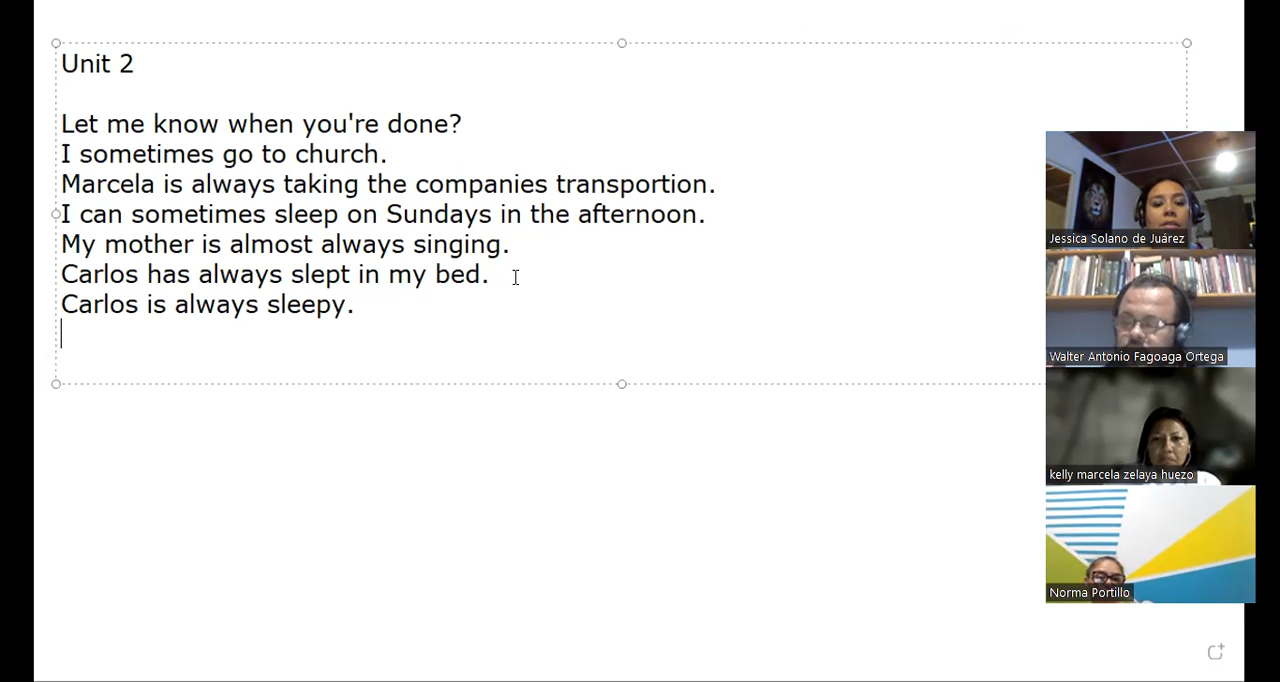 Unit 2
Let me know when you're done?
I sometimes go to church.
Marcela is always taking the companies transportion.
I can sometimes sleep on Sundays in the afternoon.
My mother is almost always singing.
Carlos has always slept in my bed.
Carlos is always sleepy.
Jessica Solano de Juárez
Walter Antonio Fagoaga Ortega
kelly marcela zelaya huezo
Norma Portillo